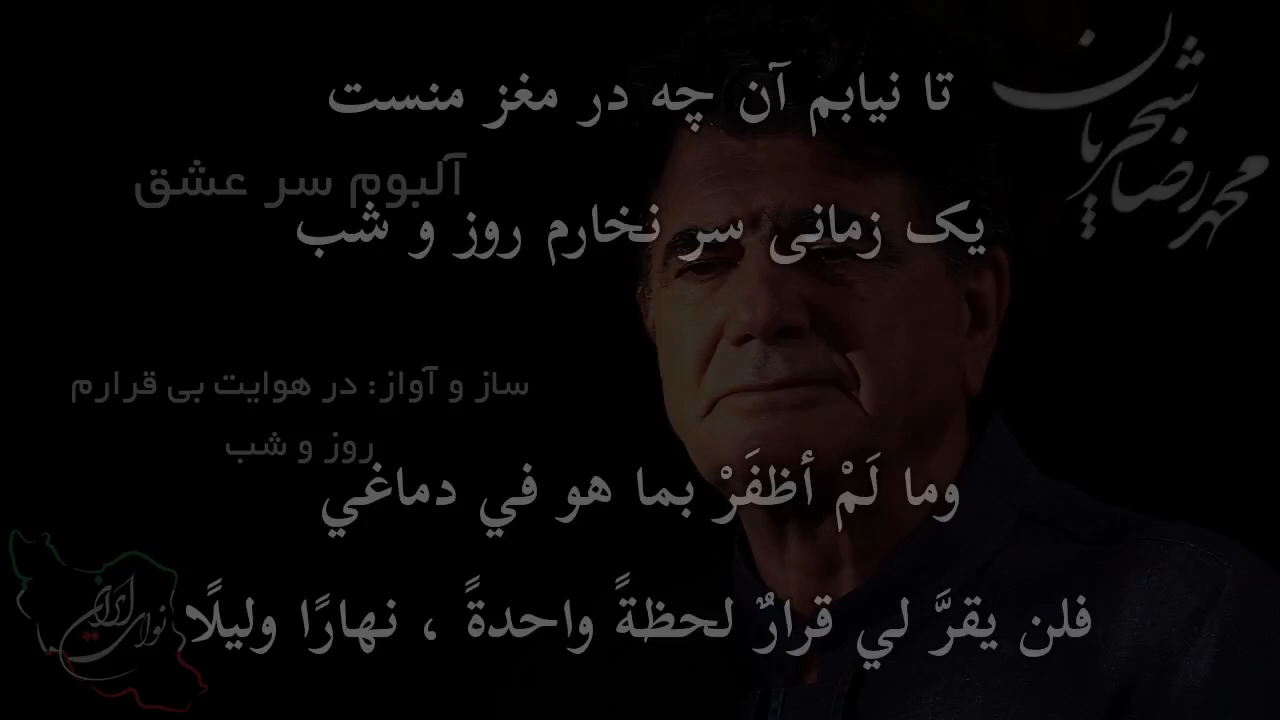 تا نیابم آن چه در مغز منست
محمدرضا شجریان
آلبوم سر عشق
یک زمانی سر نخارم روز و شب
ساز و آواز: در هوایت بی قرارم
روز و شب
وما لَمْ أظفَرْ بما هو في دماغي
فلن يقرَّ لي قرارٌ لحظةً واحدةً ، نهارًا وليلًا
نوای ایران